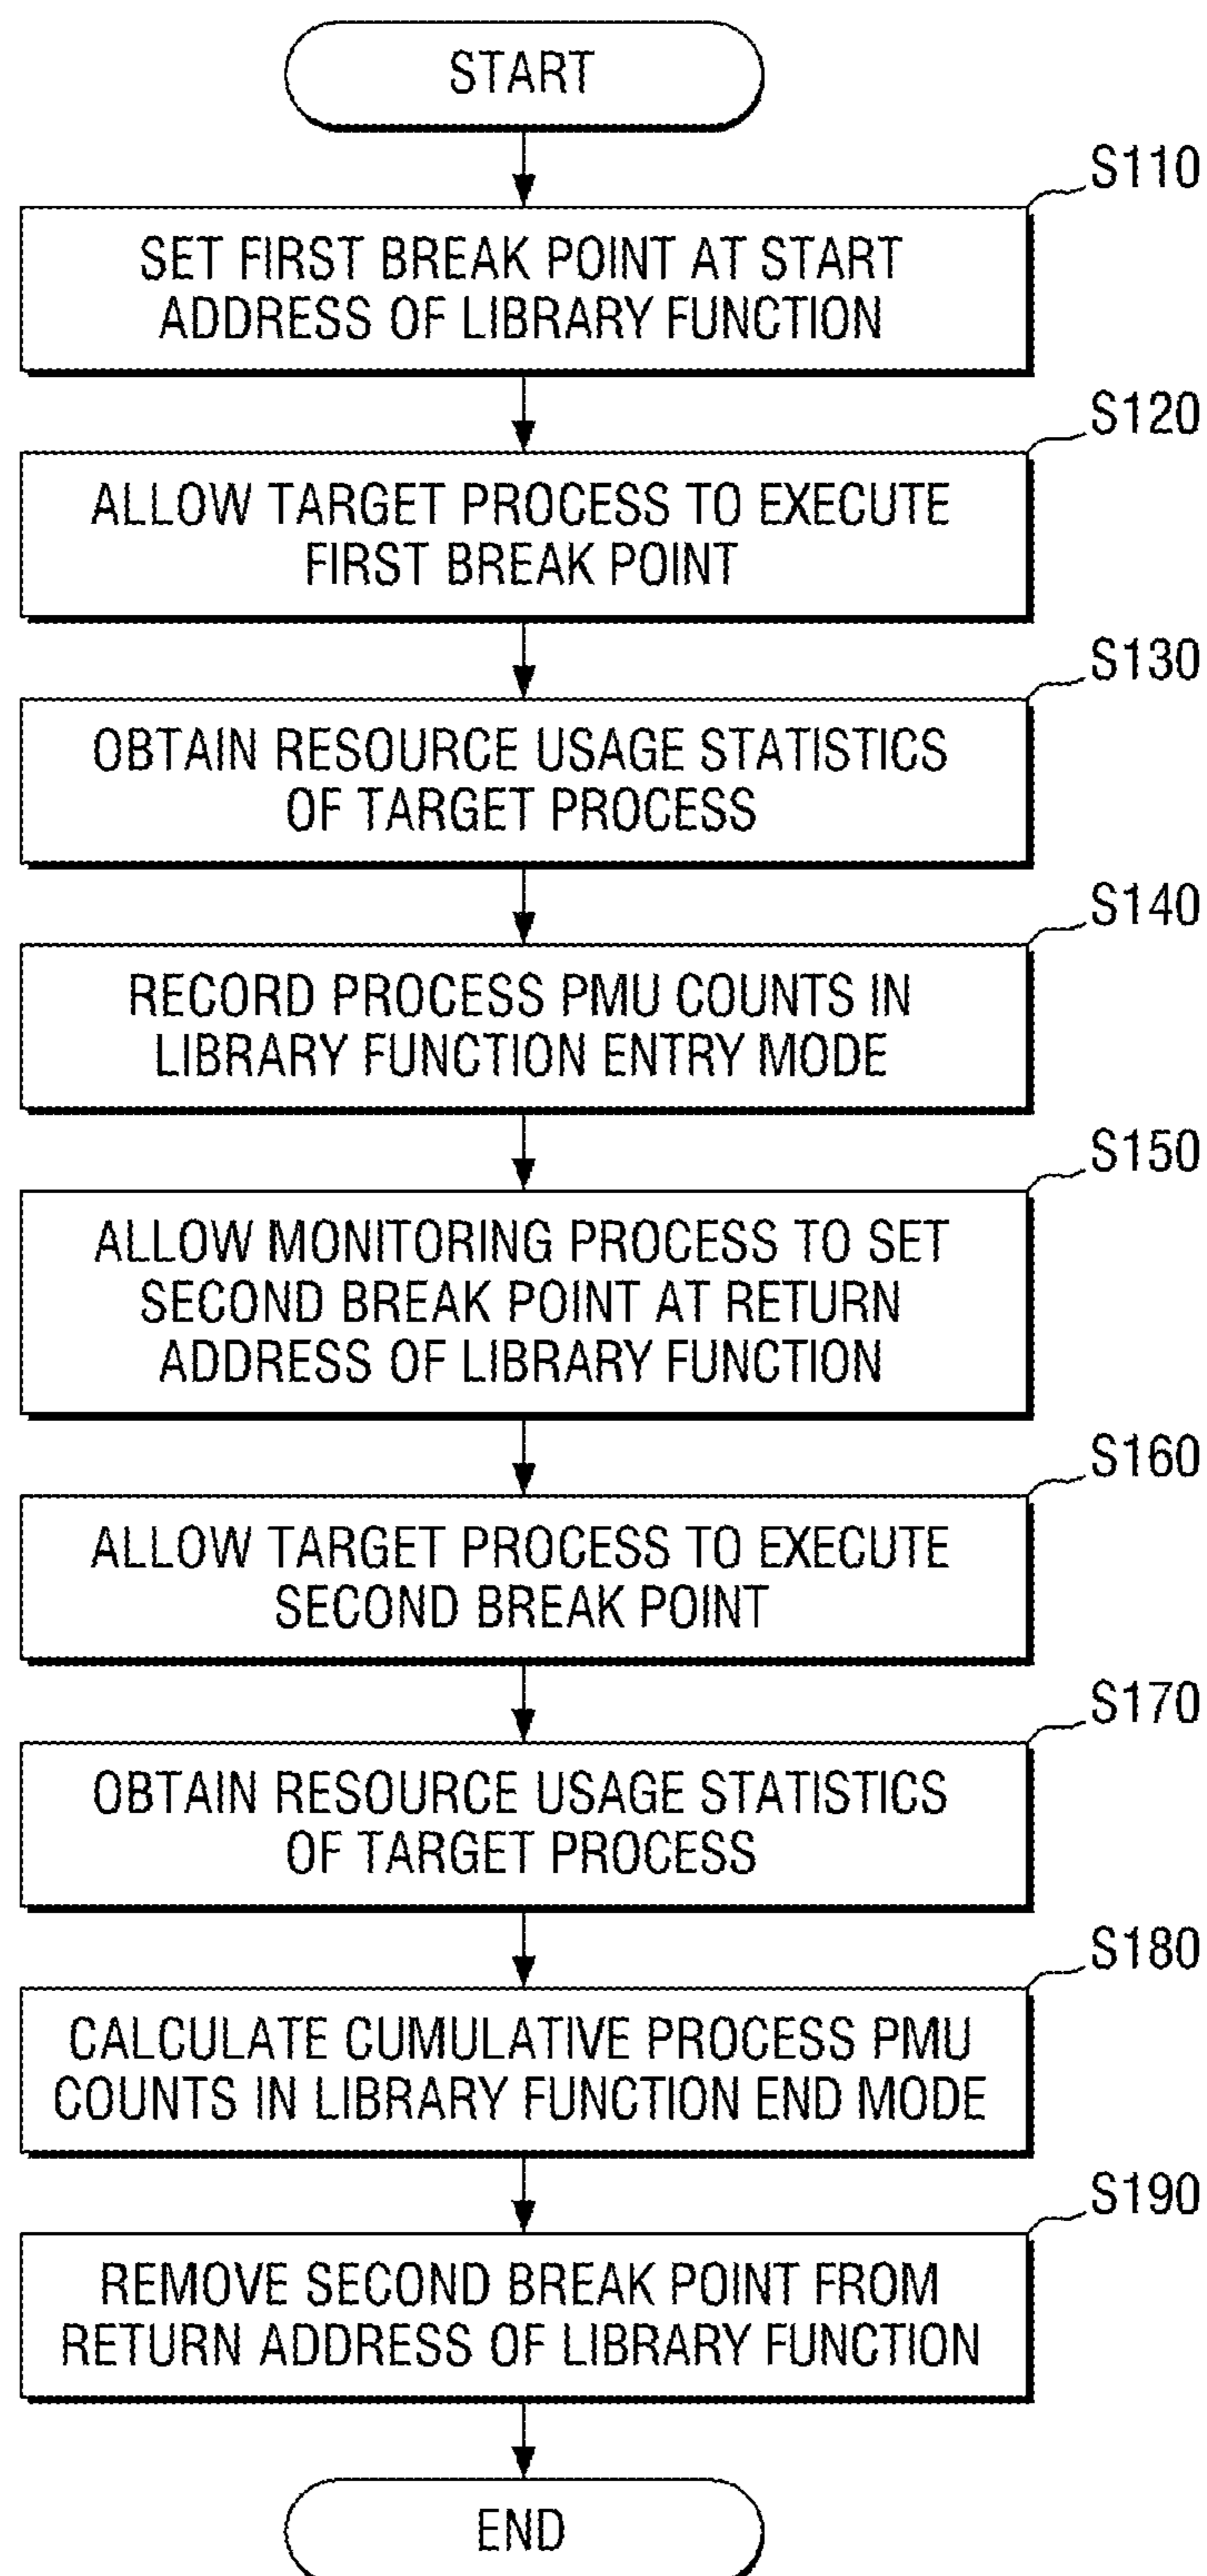 START
S110
SET FIRST BREAK POINT AT START
ADDRESS OF LIBRARY FUNCTION
S120
ALLOW TARGET PROCESS TO EXECUTE
FIRST BREAK POINT
S130
OBTAIN RESOURCE USAGE STATISTICS
OF TARGET PROCESS
S140
RECORD PROCESS PMU COUNTS IN
LIBRARY FUNCTION ENTRY MODE
S150
ALLOW MONITORING PROCESS TO SET
SECOND BREAK POINT AT RETURN
ADDRESS OF LIBRARY FUNCTION
S160
ALLOW TARGET PROCESS TO EXECUTE
SECOND BREAK POINT
S170
OBTAIN RESOURCE USAGE STATISTICS
OF TARGET PROCESS
S180
CALCULATE CUMULATIVE PROCESS PMU
COUNTS IN LIBRARY FUNCTION END MODE
S190
REMOVE SECOND BREAK POINT FROM
RETURN ADDRESS OF LIBRARY FUNCTION
END